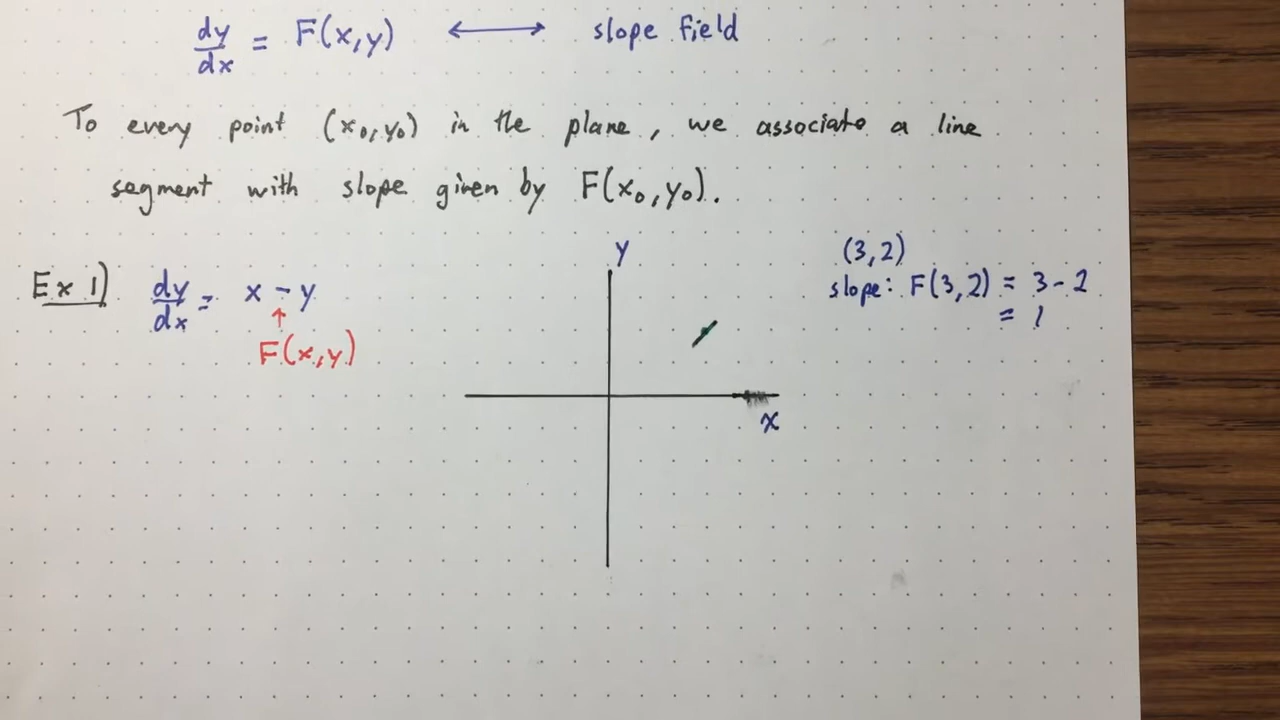 dy/dx = F(x,y) ⟷ slope field
To every point (x₀,y₀) in the plane, we associate a line
segment with slope given by F(x₀,y₀).
Ex 1) dy/dx = x - y
↑
F(x,y)
y
x
(3,2)
slope: F(3,2) = 3 - 2
= 1